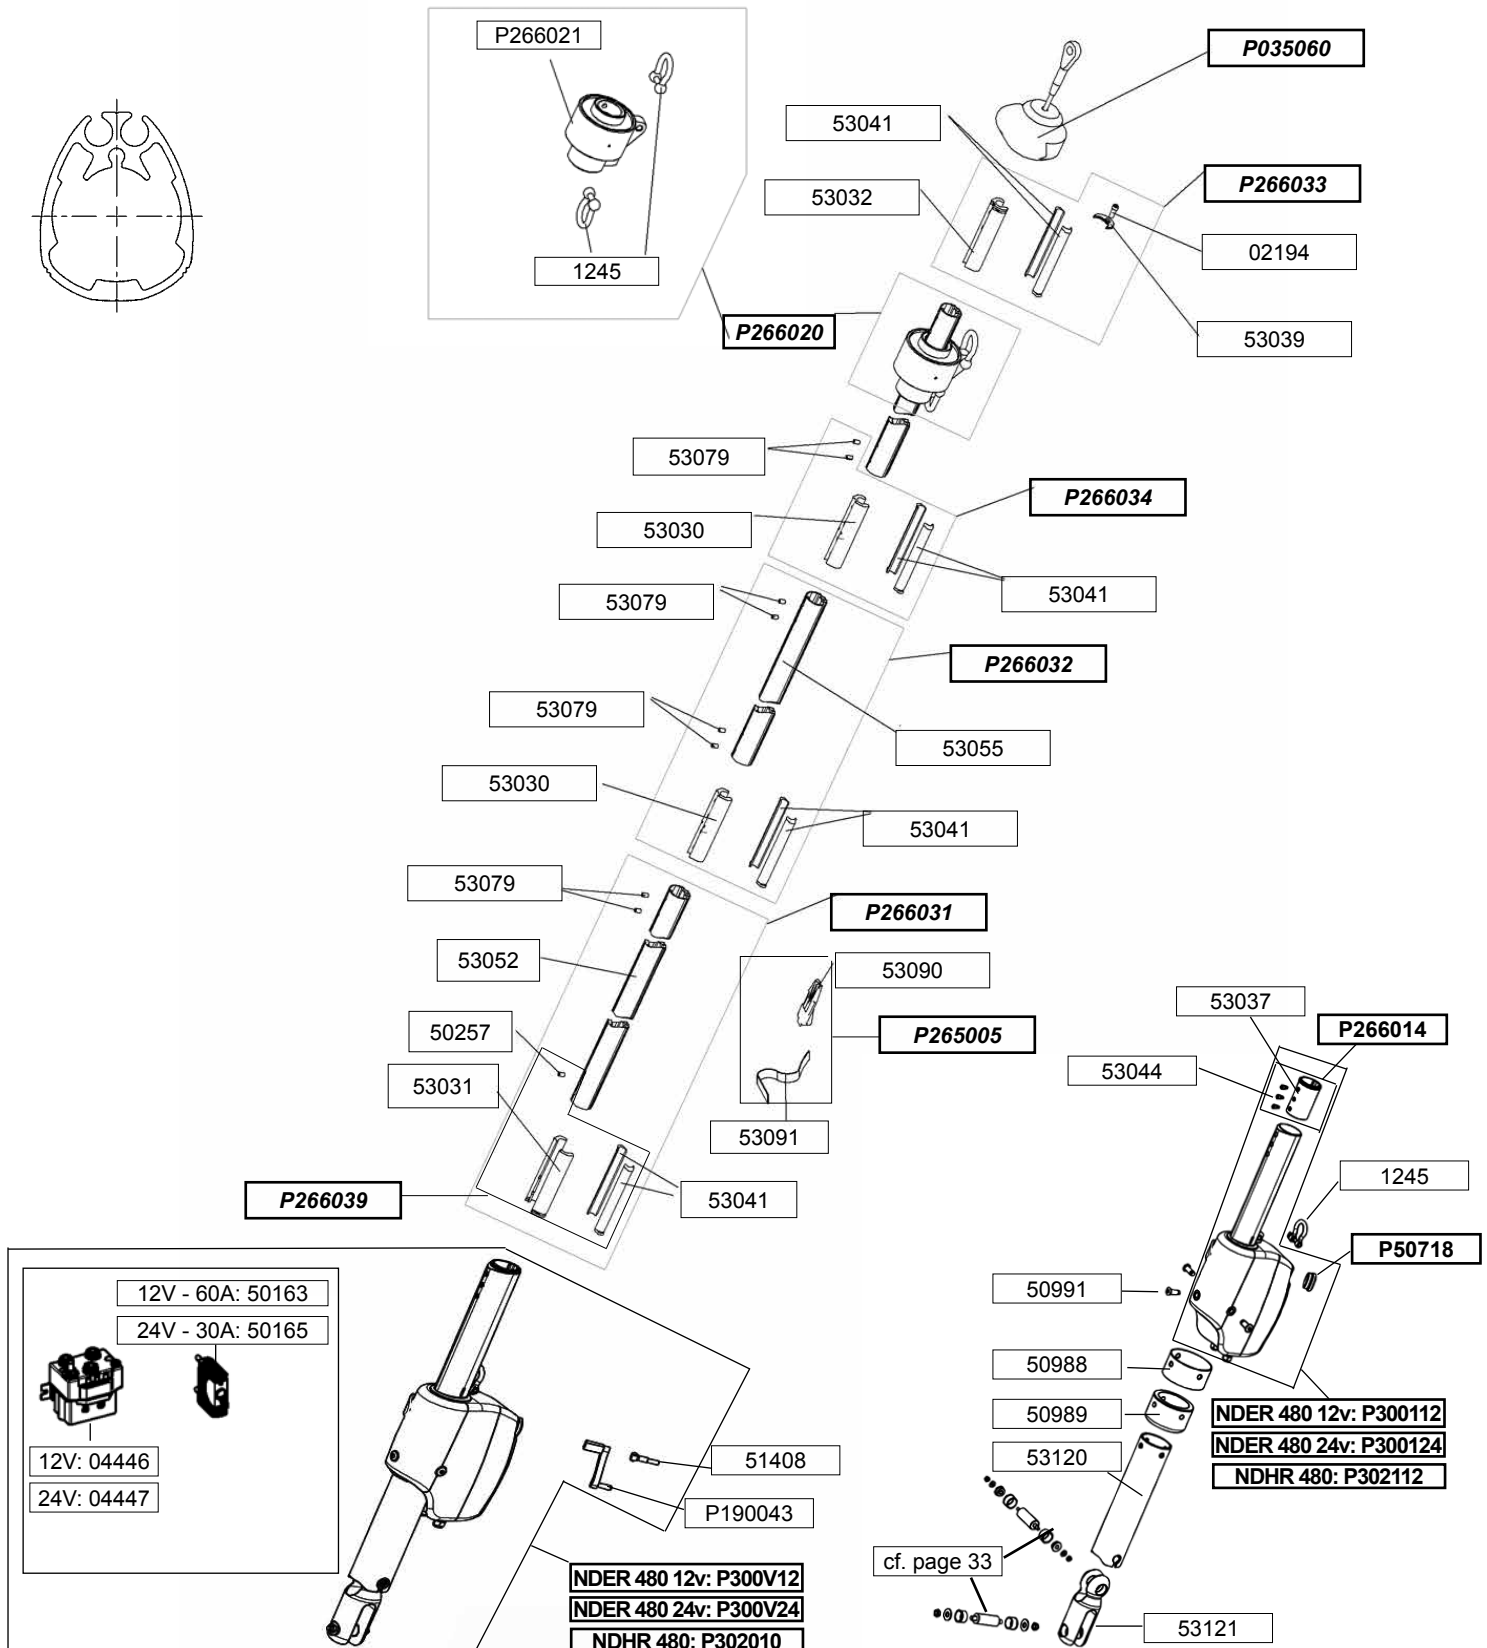 P266021
P035060
53041
53032
P266033
02194
1245
P266020
53039
53079
P266034
53030
53041
53079
P266032
53079
53055
53030
53041
53079
P266031
53052
53090
53037
50257
P265005
P266014
53031
53044
53091
1245
P266039
53041
P50718
12V - 60A: 50163
50991
24V - 30A: 50165
50988
50989
NDER 480 12v: P300112
NDER 480 24v: P300124
NDHR 480: P302112
12V: 04446
51408
53120
24V: 04447
P190043
cf. page 33
NDER 480 12v: P300V12
NDER 480 24v: P300V24
NDHR 480: P302010
53121